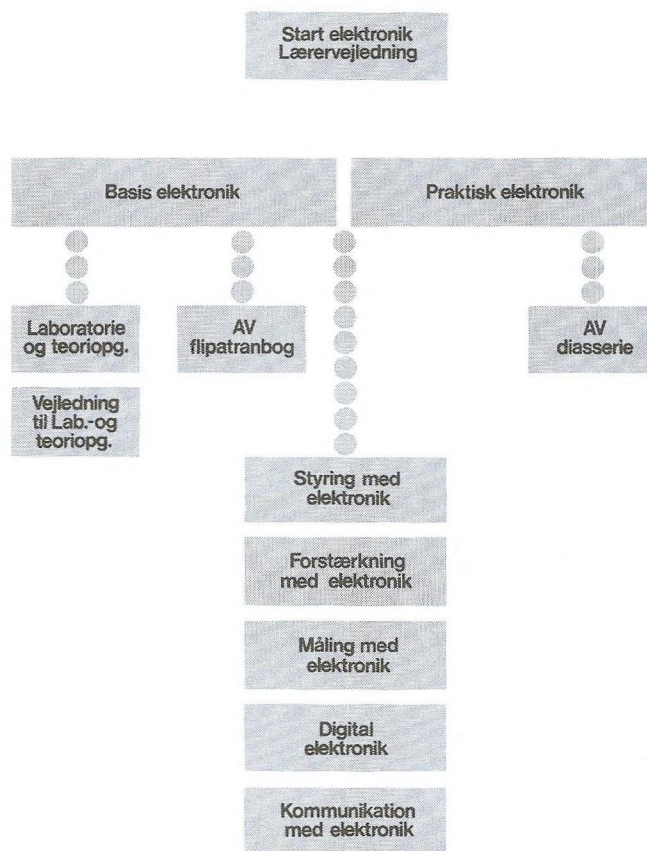 Start elektronik
Lærervejledning
Basis elektronik
Praktisk elektronik
Laboratorie
og teoriopg.
AV
flipatranbog
AV
diasserie
Vejledning
til Lab.-og
teoriopg.
Styring med
elektronik
Forstærkning
med elektronik
Måling med
elektronik
Digital
elektronik
Kommunikation
med elektronik